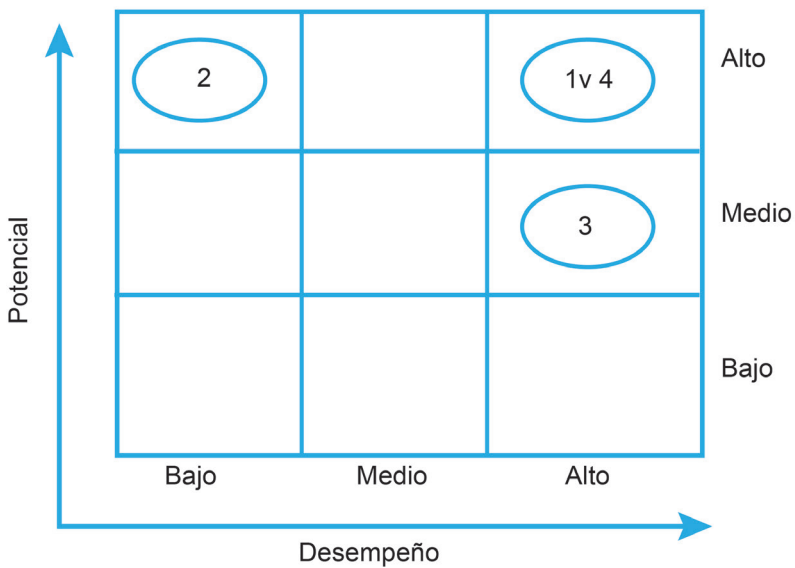 Alto
2
1v 4
Medio
3
Potencial
Bajo
Bajo
Medio
Alto
Desempeño